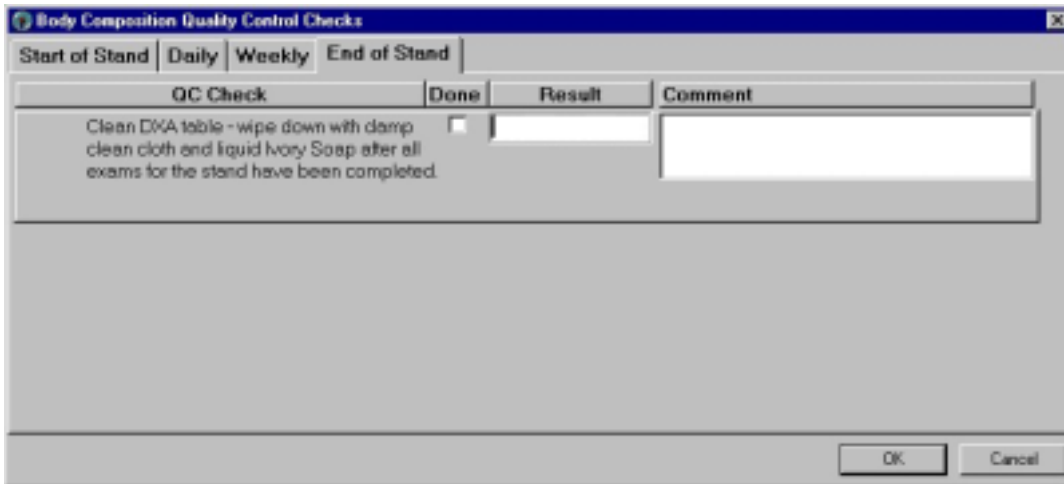 Body Composition Quality Control Checks
Start of Stand Daily Weekly End of Stand
QC Check Done Result Comment
Clean DXA table - wipe down with damp
clean cloth and liquid Ivory Soap after all
exams for the stand have been completed.
OK Cancel